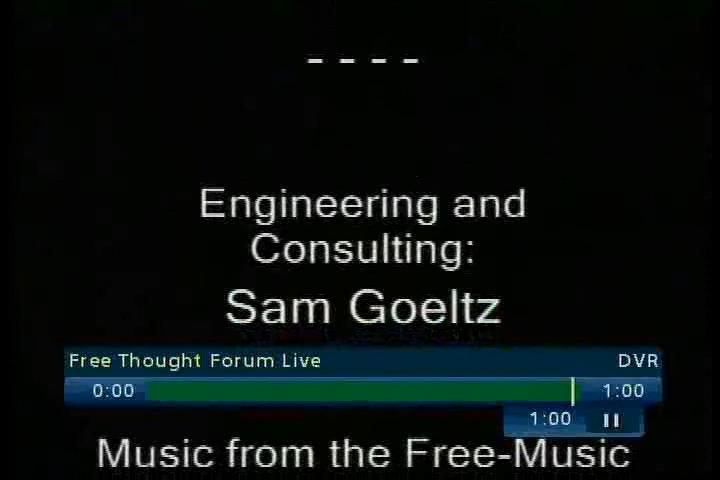 - - - -
Engineering and
Consulting:
Sam Goeltz
Free Thought Forum Live DVR
0:00 1:00
1:00
Music from the Free-Music